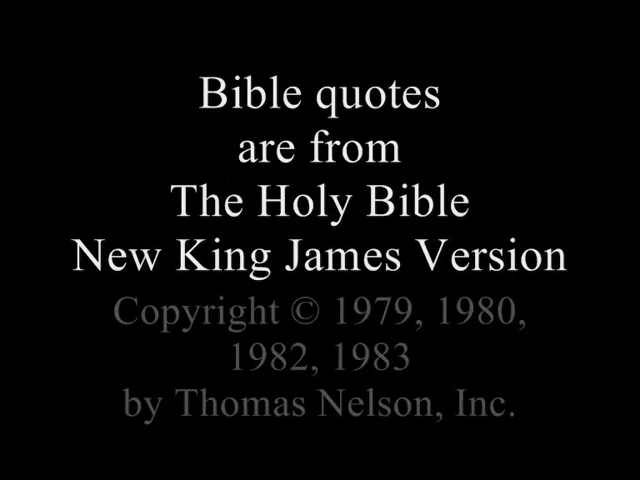 Bible quotes
are from
The Holy Bible
New King James Version
Copyright © 1979, 1980,
1982, 1983
by Thomas Nelson, Inc.